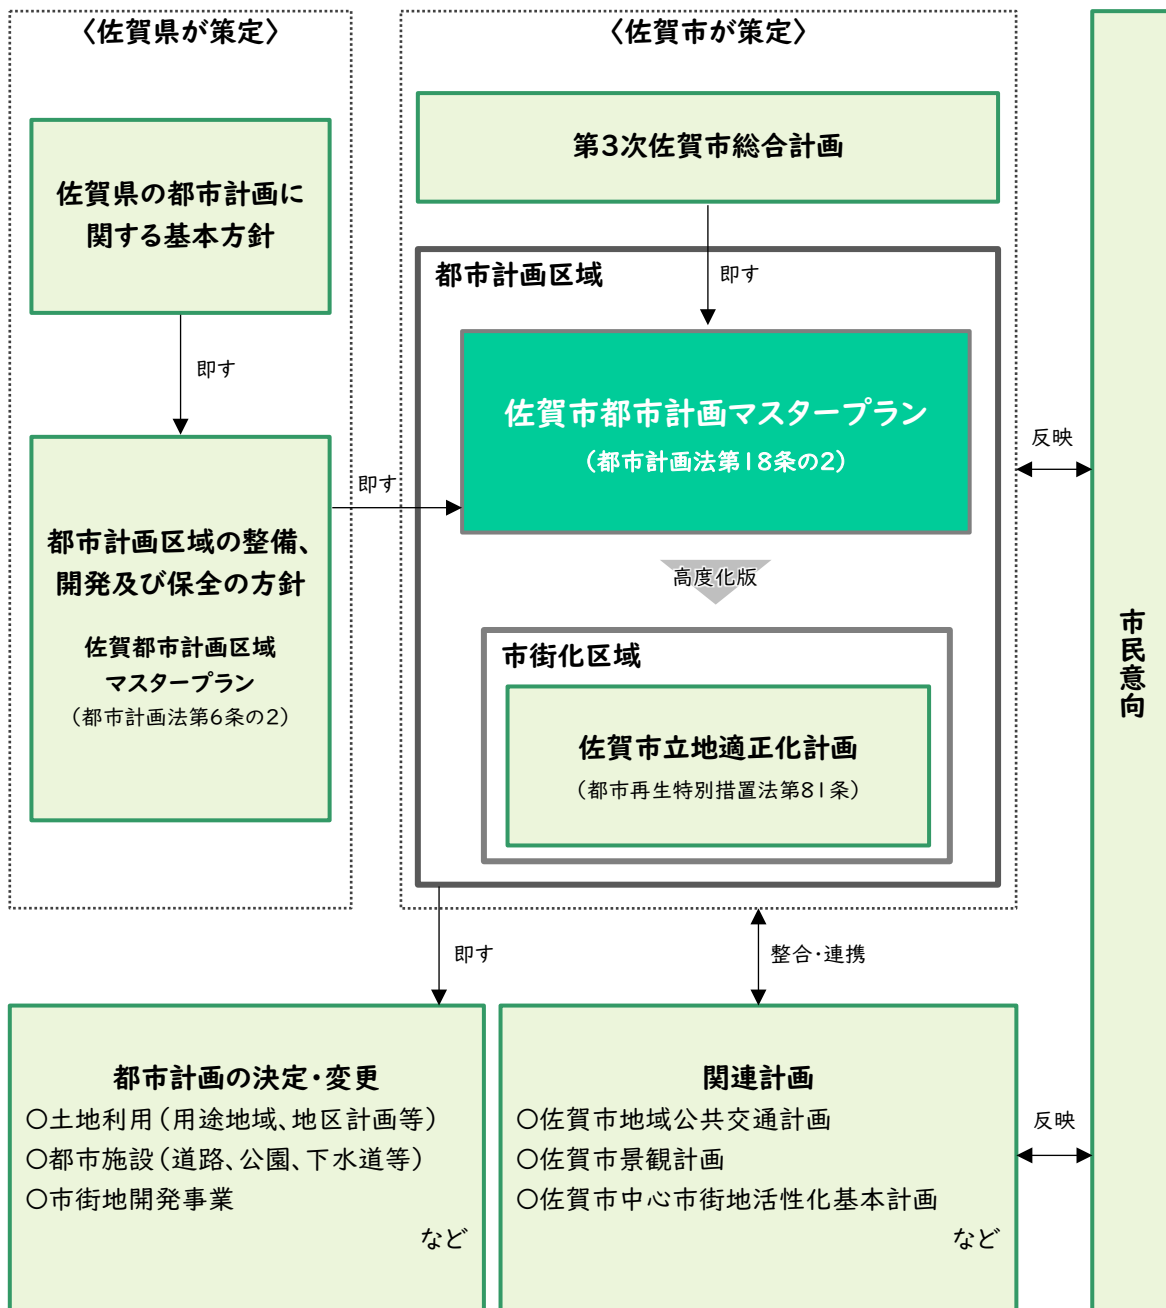 〈佐賀県が策定〉
佐賀県の都市計画に
関する基本方針
即す
都市計画区域の整備、
開発及び保全の方針
佐賀都市計画区域
マスタープラン
（都市計画法第6条の2）
即す
〈佐賀市が策定〉
第3次佐賀市総合計画
即す
都市計画区域
佐賀市都市計画マスタープラン
（都市計画法第18条の2）
高度化版
市街化区域
佐賀市立地適正化計画
（都市再生特別措置法第81条）
反映
市民意向
即す
整合・連携
都市計画の決定・変更
○土地利用（用途地域、地区計画等）
○都市施設（道路、公園、下水道等）
○市街地開発事業
など
関連計画
○佐賀市地域公共交通計画
○佐賀市景観計画
○佐賀市中心市街地活性化基本計画
など
反映